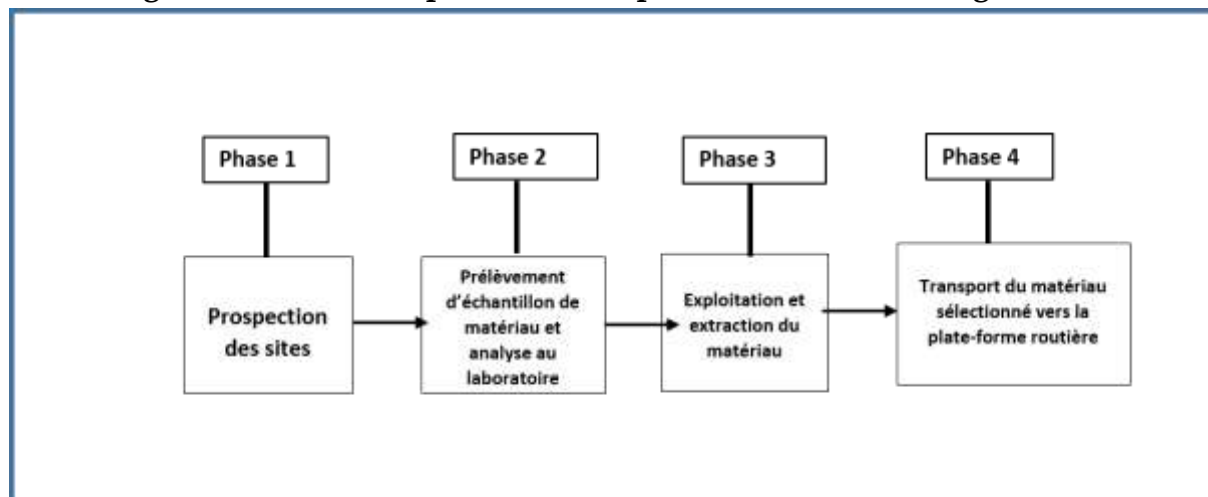 Phase 1
Phase 2
Phase 3
Phase 4
Prospection
des sites
Prélèvement
d'échantillon de
matériau et
analyse au
laboratoire
Exploitation et
extraction du
matériau
Transport du matériau
sélectionné vers la
plate-forme routière